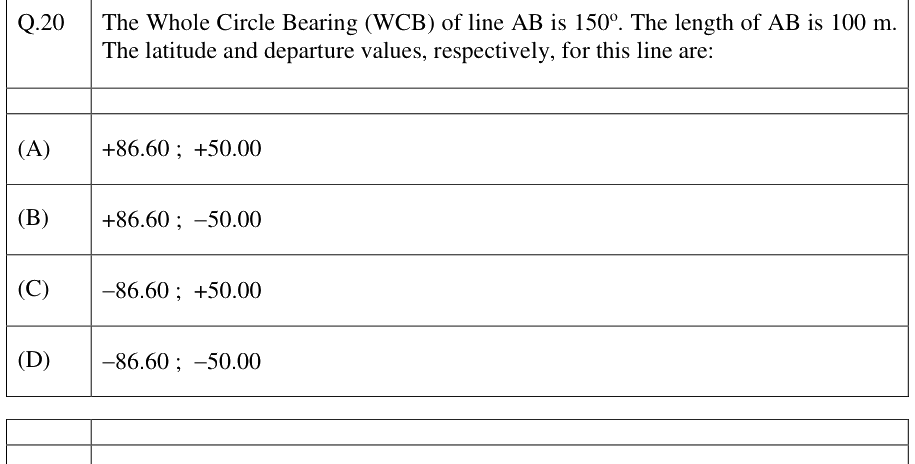 Q.20 The Whole Circle Bearing (WCB) of line AB is 150º. The length of AB is 100 m.
The latitude and departure values, respectively, for this line are:
(A) +86.60 ; +50.00
(B) +86.60 ; –50.00
(C) –86.60 ; +50.00
(D) –86.60 ; –50.00